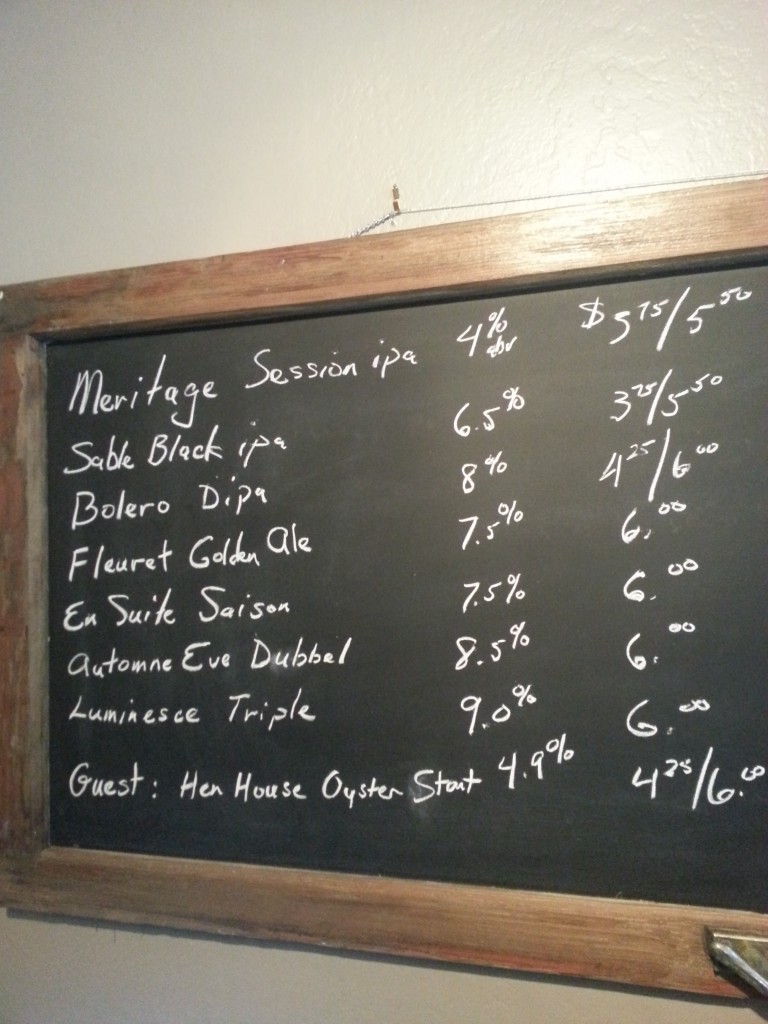 Meritage Session ipa 4% abv $3 75/5 50
Sable Black ipa 6.5% 3 75/5 50
Bolero Dipa 8% 4 25/6 00
Fleuret Golden Ale 7.5% 6.00
En Suite Saison 7.5% 6.00
Automne Eve Dubbel 8.5% 6.00
Luminesce Triple 9.0% 6.00
Guest: Hen House Oyster Stout 4.9% 4 25/6.00